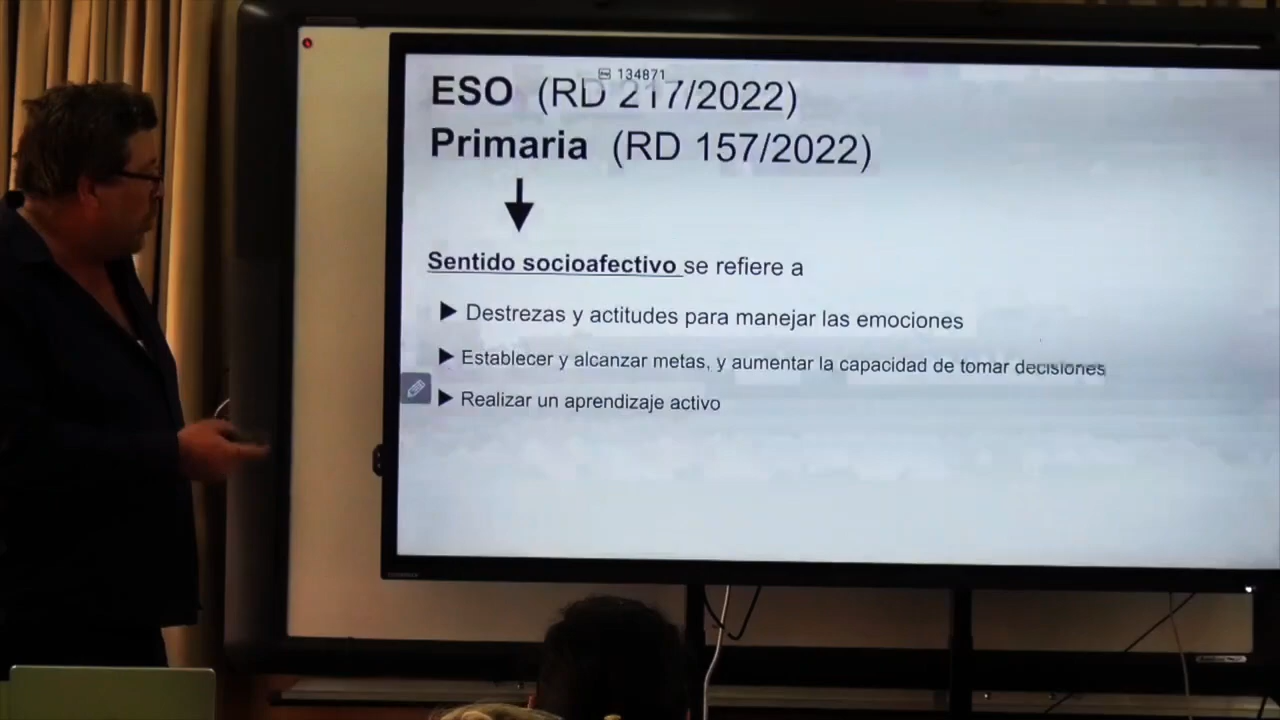 134871
ESO (RD 217/2022)
Primaria (RD 157/2022)
Sentido socioafectivo se refiere a
Destrezas y actitudes para manejar las emociones
Establecer y alcanzar metas, y aumentar la capacidad de tomar decisiones
Realizar un aprendizaje activo